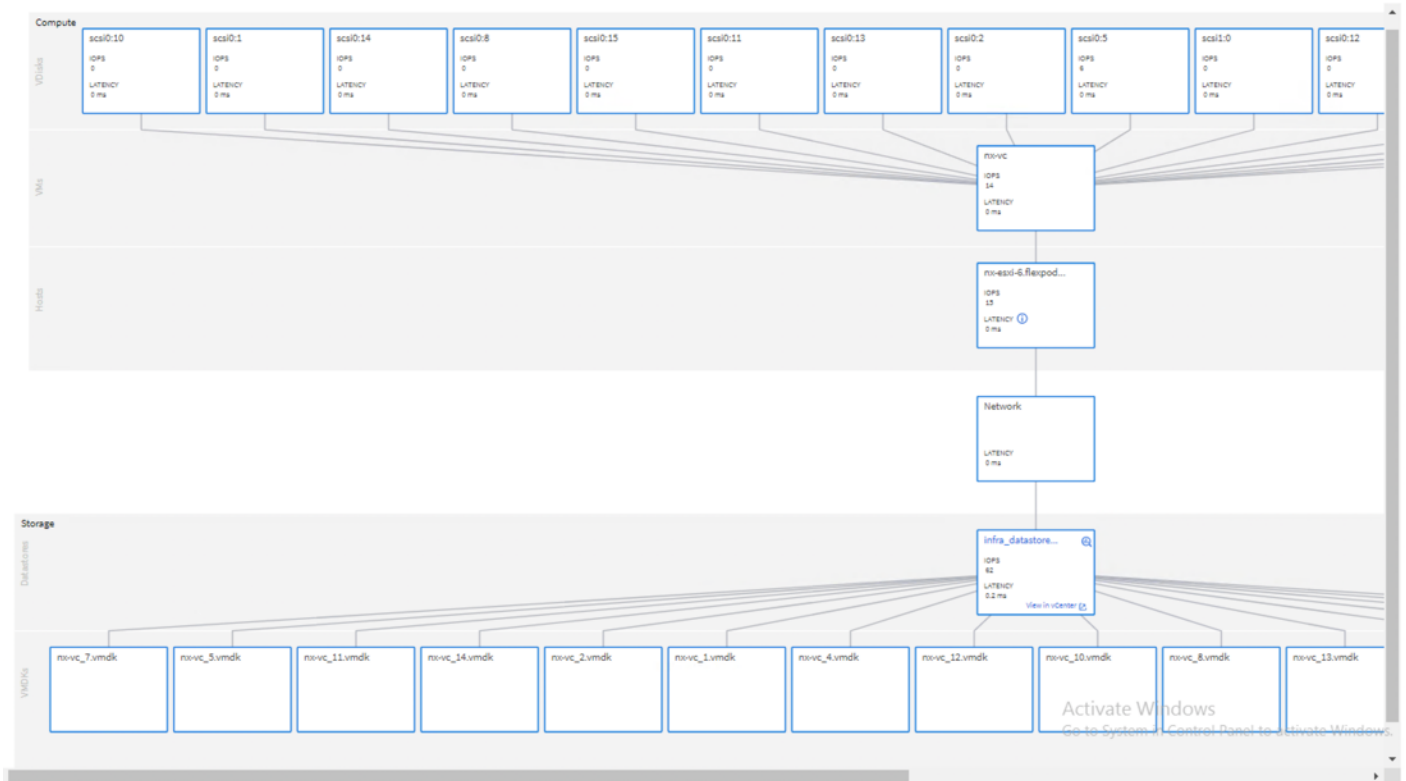 Compute
VDisks
scsi0:10
IOPS
0
LATENCY
0 ms
scsi0:1
IOPS
0
LATENCY
0 ms
scsi0:14
IOPS
0
LATENCY
0 ms
scsi0:8
IOPS
0
LATENCY
0 ms
scsi0:15
IOPS
0
LATENCY
0 ms
scsi0:11
IOPS
0
LATENCY
0 ms
scsi0:13
IOPS
0
LATENCY
0 ms
scsi0:2
IOPS
0
LATENCY
0 ms
scsi0:5
IOPS
6
LATENCY
0 ms
scsi1:0
IOPS
0
LATENCY
0 ms
scsi0:12
IOPS
0
LATENCY
0 ms
VMs
nx-vc
IOPS
14
LATENCY
0 ms
Hosts
nx-esxi-6.flexpod...
IOPS
LATENCY
0 ms
Network
LATENCY
0 ms
Storage
Datastores
infra_datastore...
IOPS
62
LATENCY
0.2 ms
View in vCenter
VMDKs
nx-vc_7.vmdk
nx-vc_5.vmdk
nx-vc_11.vmdk
nx-vc_14.vmdk
nx-vc_2.vmdk
nx-vc_1.vmdk
nx-vc_4.vmdk
nx-vc_12.vmdk
nx-vc_10.vmdk
nx-vc_8.vmdk
nx-vc_13.vmdk
Activate Windows
Go to System in Control Panel to activate Windows.